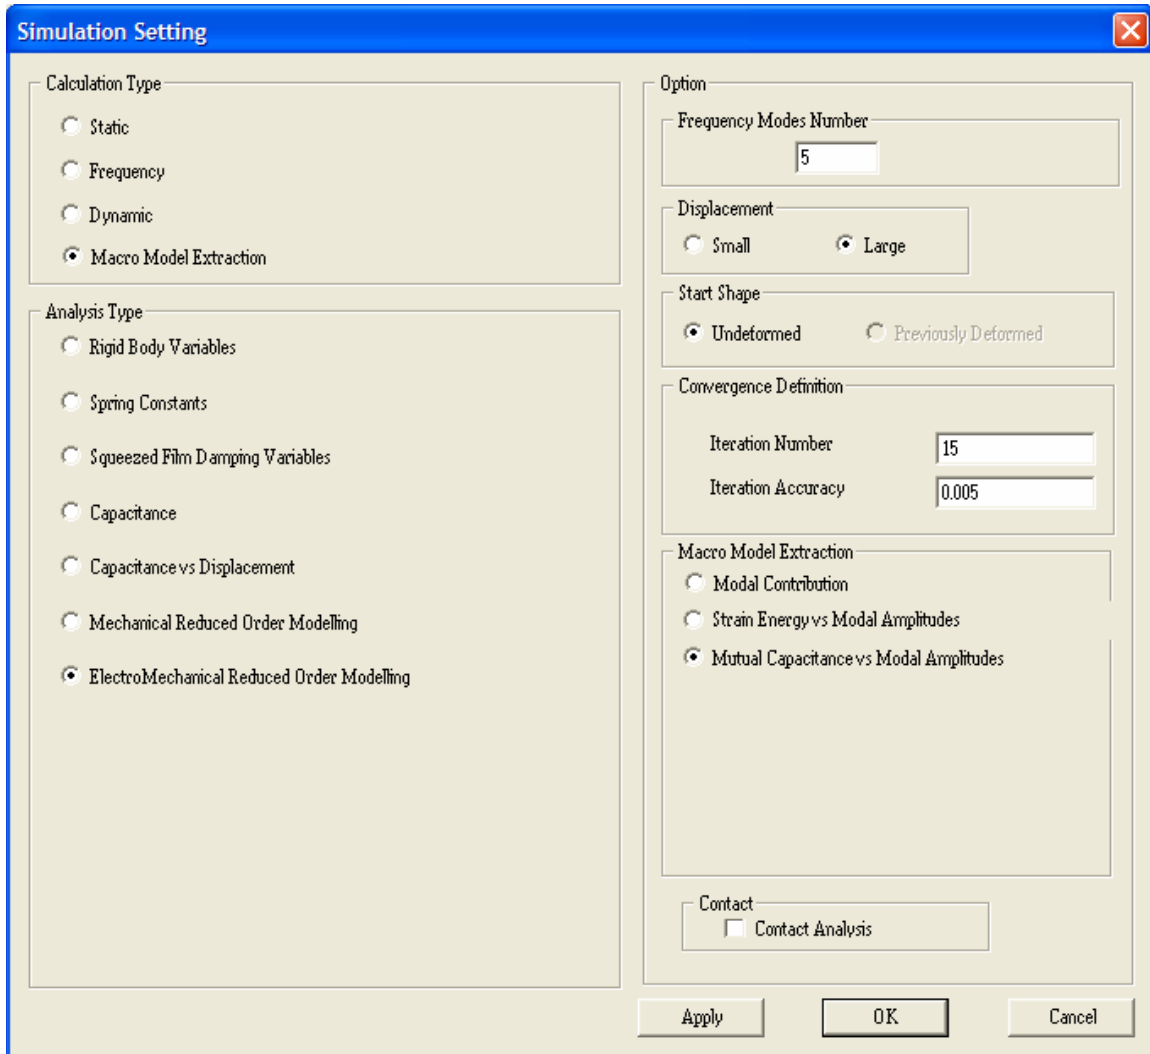 Simulation Setting
Calculation Type
Static
Frequency
Dynamic
Macro Model Extraction
Analysis Type
Rigid Body Variables
Spring Constants
Squeezed Film Damping Variables
Capacitance
Capacitance vs Displacement
Mechanical Reduced Order Modelling
ElectroMechanical Reduced Order Modelling
Option
Frequency Modes Number
5
Displacement
Small Large
Start Shape
Undeformed Previously Deformed
Convergence Definition
Iteration Number 15
Iteration Accuracy 0.005
Macro Model Extraction
Modal Contribution
Strain Energy vs Modal Amplitudes
Mutual Capacitance vs Modal Amplitudes
Contact
Contact Analysis
Apply OK Cancel